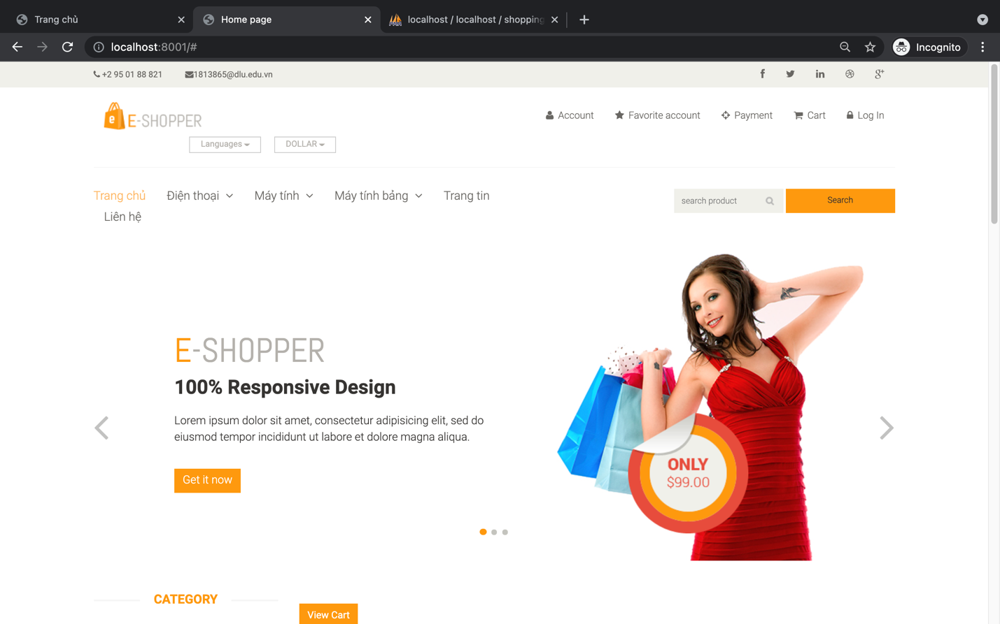 Trang chủ
Home page
localhost / localhost / shopping
localhost:8001/#
Incognito
+2 95 01 88 821
1813865@dlu.edu.vn
E-SHOPPER
Account
Favorite account
Payment
Cart
Log In
Languages
DOLLAR
Trang chủ
Điện thoại
Máy tính
Máy tính bảng
Trang tin
Liên hệ
search product
Search
E-SHOPPER
100% Responsive Design
Lorem ipsum dolor sit amet, consectetur adipisicing elit, sed do
eiusmod tempor incididunt ut labore et dolore magna aliqua.
Get it now
ONLY
$99.00
CATEGORY
View Cart